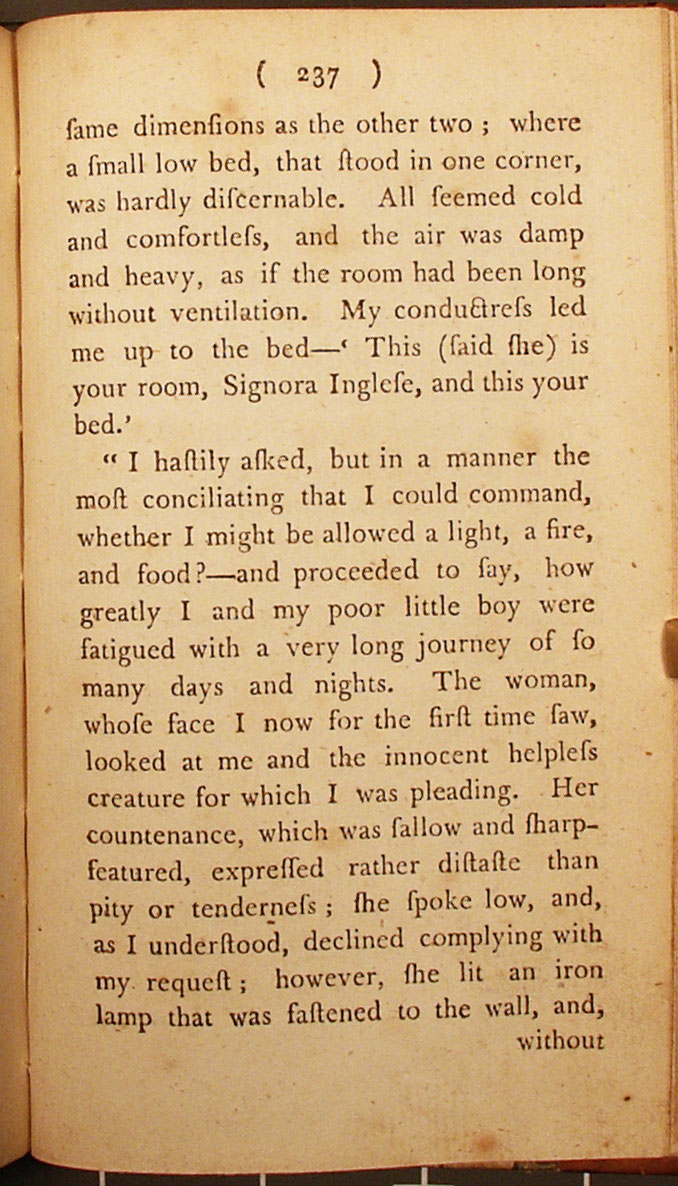 ( 237 )
ſame dimenſions as the other two ; where
a ſmall low bed, that ſtood in one corner,
was hardly diſcernable. All ſeemed cold
and comfortleſs, and the air was damp
and heavy, as if the room had been long
without ventilation. My conductreſs led
me up to the bed—‘ This (ſaid ſhe) is
your room, Signora Ingleſe, and this your
bed.’
“ I haſtily aſked, but in a manner the
moſt conciliating that I could command,
whether I might be allowed a light, a fire,
and food?—and proceeded to ſay, how
greatly I and my poor little boy were
fatigued with a very long journey of ſo
many days and nights. The woman,
whoſe face I now for the firſt time ſaw,
looked at me and the innocent helpleſs
creature for which I was pleading. Her
countenance, which was ſallow and ſharp-
featured, expreſſed rather diſtaſte than
pity or tenderneſs ; ſhe ſpoke low, and,
as I underſtood, declined complying with
my requeſt ; however, ſhe lit an iron
lamp that was faſtened to the wall, and,
without